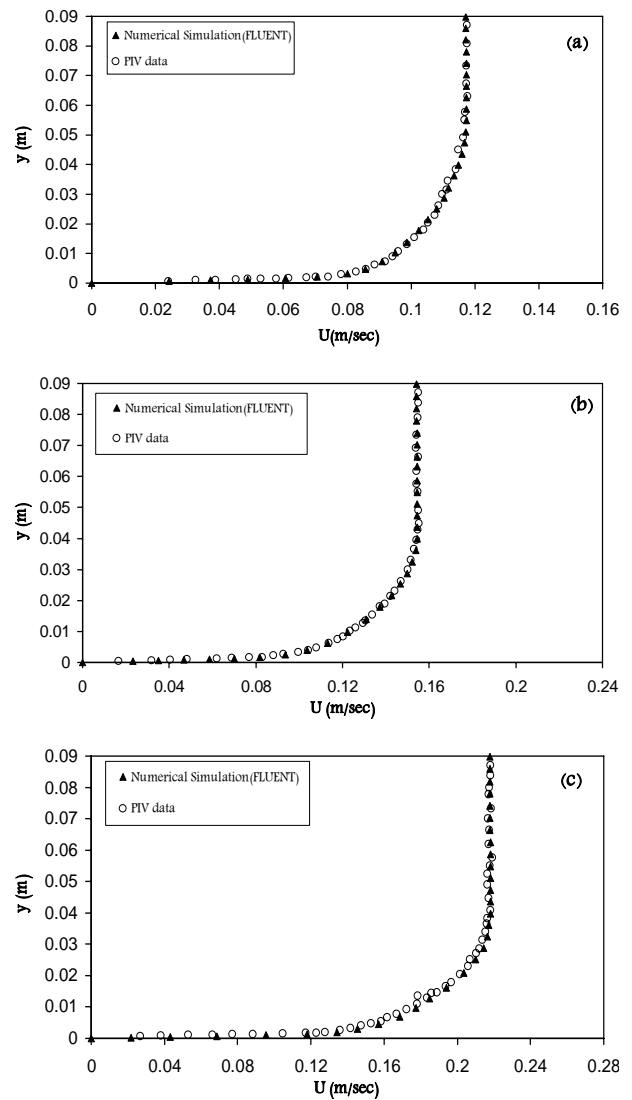 0.09
0.08
0.07
0.06
0.05
0.04
0.03
0.02
0.01
0
y (m)
Numerical Simulation(FLUENT)
PIV data
(a)
0 0.02 0.04 0.06 0.08 0.1 0.12 0.14 0.16
U(m/sec)
0.09
0.08
0.07
0.06
0.05
0.04
0.03
0.02
0.01
0
y (m)
Numerical Simulation(FLUENT)
PIV data
(b)
0 0.04 0.08 0.12 0.16 0.2 0.24
U (m/sec)
0.09
0.08
0.07
0.06
0.05
0.04
0.03
0.02
0.01
0
y (m)
Numerical Simulation(FLUENT)
PIV data
(c)
0 0.04 0.08 0.12 0.16 0.2 0.24 0.28
U (m/sec)